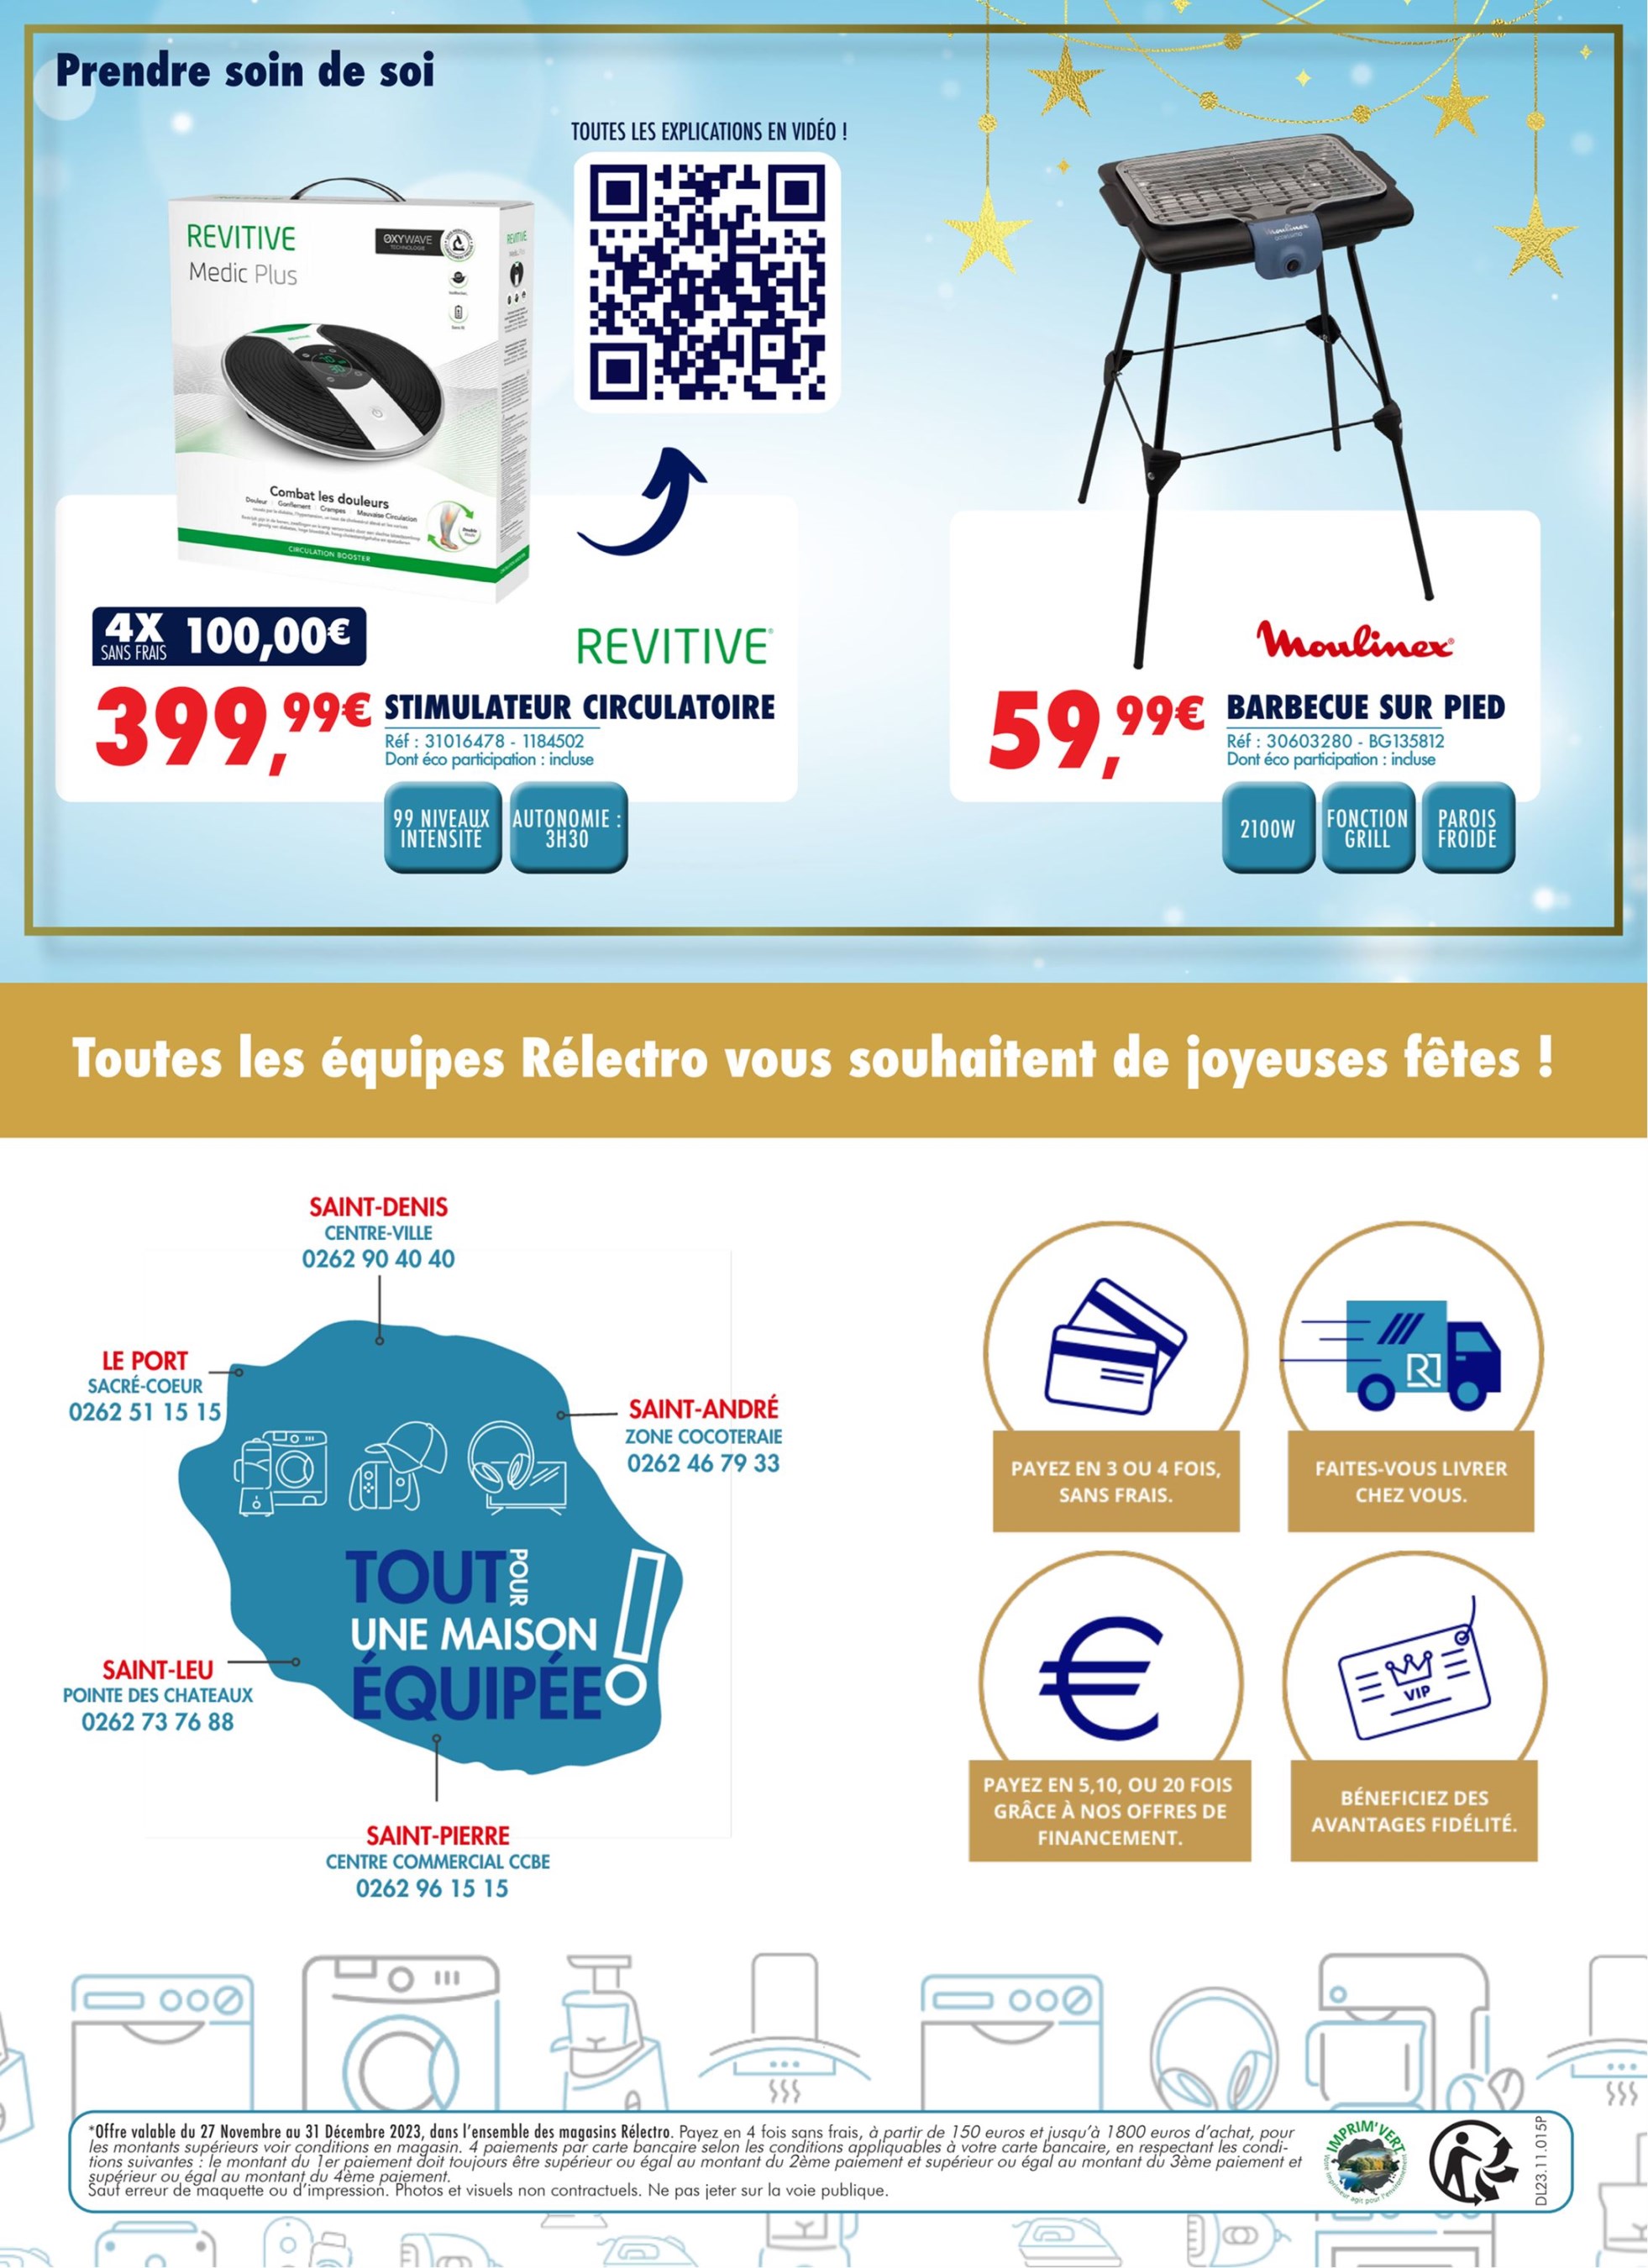 Prendre soin de soi
TOUTES LES EXPLICATIONS EN VIDÉO !
REVITIVE
Medic Plus
OXYWAVE
TECHNOLOGIE
REVITIVE
Combat les douleurs
Douleur Gonflement Crampes Mauvaise Circulation
CIRCULATION BOOSTER
4X
SANS FRAIS
100,00€
REVITIVE
399,99€
STIMULATEUR CIRCULATOIRE
Réf : 31016478 - 1184502
Dont éco participation : incluse
99 NIVEAUX
INTENSITÉ
AUTONOMIE :
3H30
Moulinex
Moulinex
59,99€
BARBECUE SUR PIED
Réf : 30603280 - BG135812
Dont éco participation : incluse
2100W
FONCTION
GRILL
PAROIS
FROIDE
Toutes les équipes Rélectro vous souhaitent de joyeuses fêtes !
SAINT-DENIS
CENTRE-VILLE
0262 90 40 40
LE PORT
SACRÉ-COEUR
0262 51 15 15
SAINT-ANDRÉ
ZONE COCOTERAIE
0262 46 79 33
TOUT POUR
UNE MAISON
ÉQUIPÉE !
SAINT-LEU
POINTE DES CHATEAUX
0262 73 76 88
SAINT-PIERRE
CENTRE COMMERCIAL CCBE
0262 96 15 15
PAYEZ EN 3 OU 4 FOIS,
SANS FRAIS.
FAITES-VOUS LIVRER
CHEZ VOUS.
VIP
PAYEZ EN 5,10, OU 20 FOIS
GRÂCE À NOS OFFRES DE
FINANCEMENT.
BÉNEFICIEZ DES
AVANTAGES FIDÉLITÉ.
*Offre valable du 27 Novembre au 31 Décembre 2023, dans l'ensemble des magasins Rélectro. Payez en 4 fois sans frais, à partir de 150 euros et jusqu'à 1800 euros d'achat, pour
les montants supérieurs voir conditions en magasin. 4 paiements par carte bancaire selon les conditions appliquables à votre carte bancaire, en respectant les condi-
tions suivantes : le montant du 1er paiement doit toujours être supérieur ou égal au montant du 2ème paiement et supérieur ou égal au montant du 3ème paiement et
supérieur ou égal au montant du 4ème paiement.
Sauf erreur de maquette ou d'impression. Photos et visuels non contractuels. Ne pas jeter sur la voie publique.
IMPRIM'VERT
DL23.11.015P